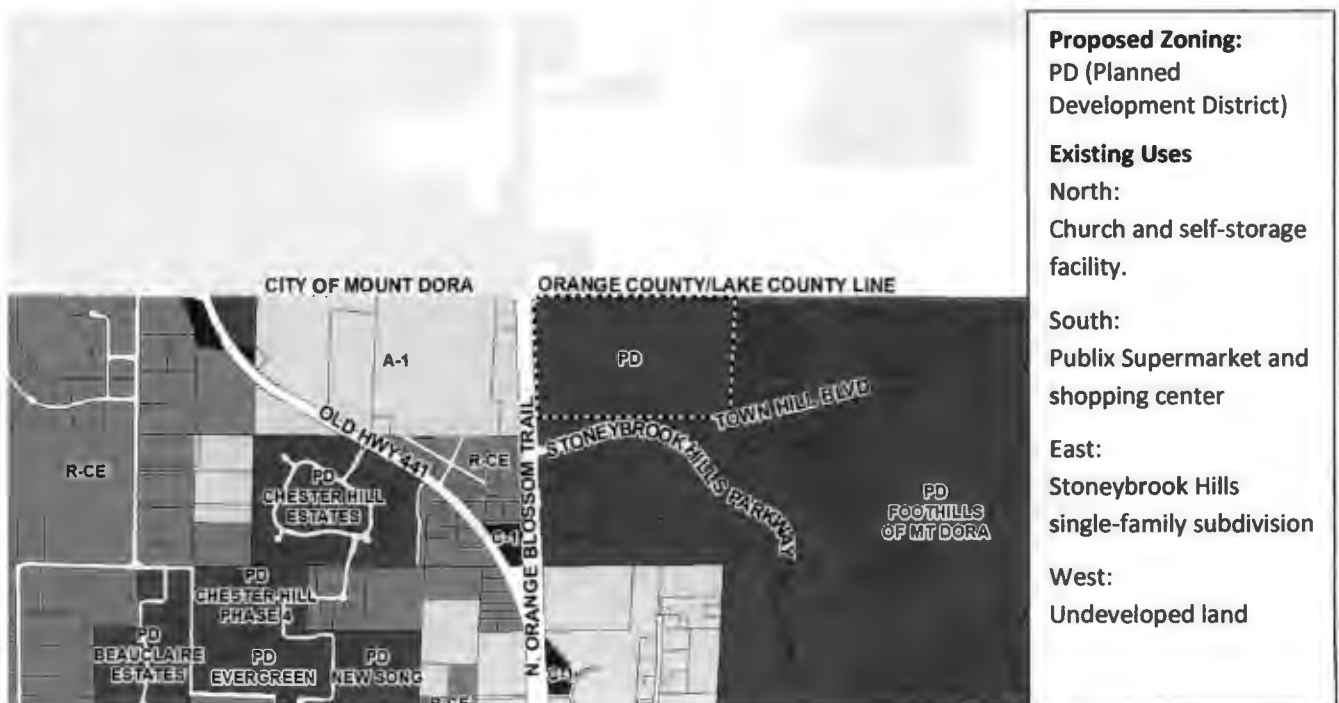 CITY OF MOUNT DORA
ORANGE COUNTY/LAKE COUNTY LINE
A-1
PD
TOWN HILL BLVD
OLD HWY 441
N. ORANGE BLOSSOM TRAIL
STONEYBROOK HILLS PARKWAY
R-CE
R-CE
PD
CHESTER HILL
ESTATES
PD
FOOTHILLS
OF MT DORA
C-1
PD
CHESTER HILL
PHASE 4
PD
BEAUCLAIRE
ESTATES
PD
EVERGREEN
PD
NEW SONG
C-1
R-CE
Proposed Zoning:
PD (Planned
Development District)
Existing Uses
North:
Church and self-storage
facility.
South:
Publix Supermarket and
shopping center
East:
Stoneybrook Hills
single-family subdivision
West:
Undeveloped land